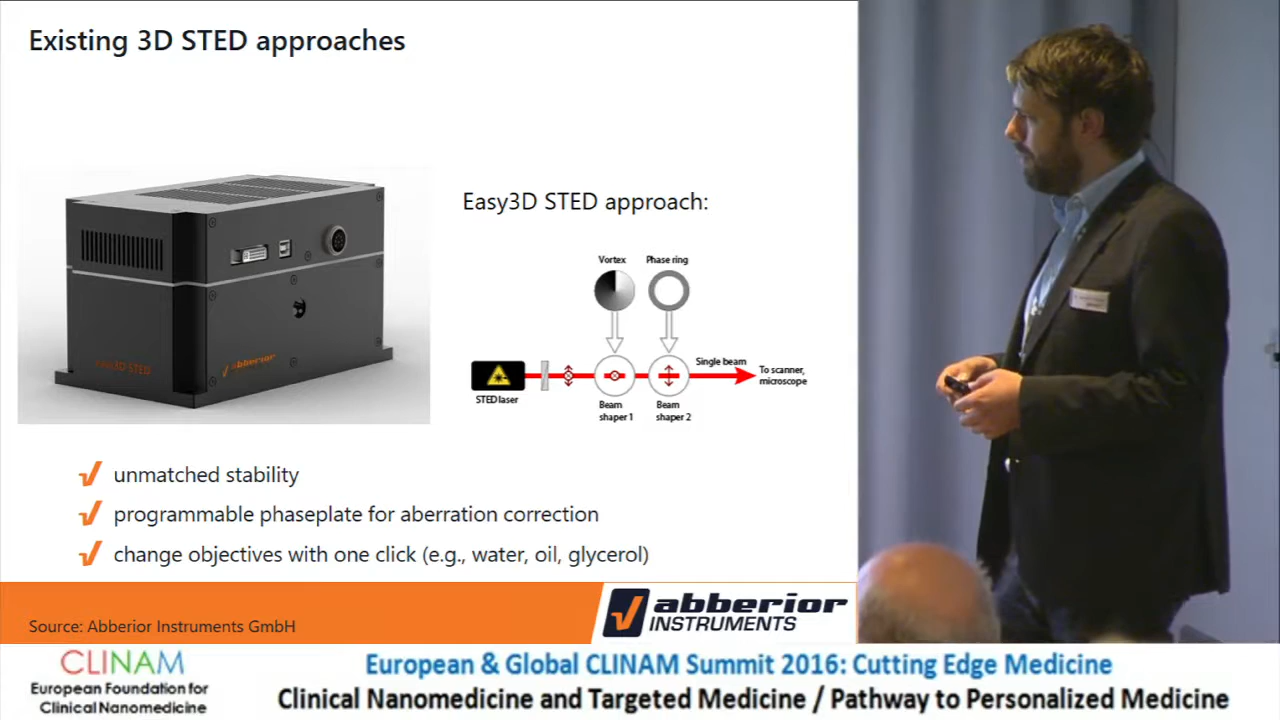 Existing 3D STED approaches
Easy3D STED approach:
Vortex
Phase ring
Single beam
To scanner,
microscope
STED laser
Beam
shaper 1
Beam
shaper 2
easy3D STED
abberior
unmatched stability
programmable phaseplate for aberration correction
change objectives with one click (e.g., water, oil, glycerol)
Source: Abberior Instruments GmbH
abberior
INSTRUMENTS
CLINAM
European Foundation for
Clinical Nanomedicine
European & Global CLINAM Summit 2016: Cutting Edge Medicine
Clinical Nanomedicine and Targeted Medicine / Pathway to Personalized Medicine